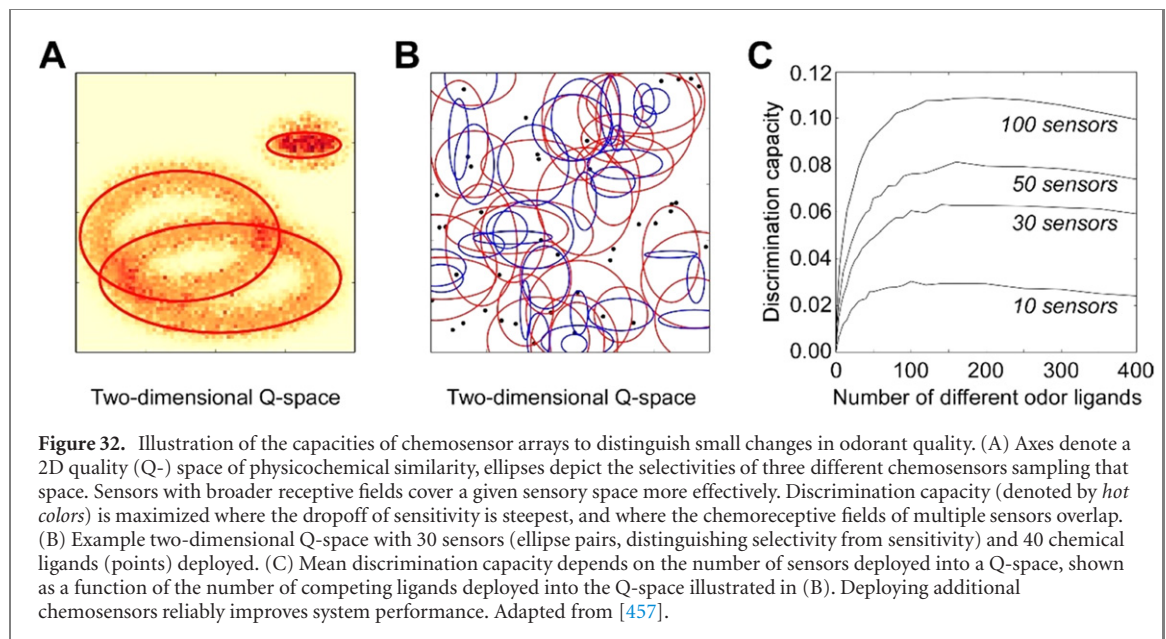 A
B
C
0.12
0.10
0.08
0.06
0.04
0.02
0.00
Discrimination capacity
100 sensors
50 sensors
30 sensors
10 sensors
0 100 200 300 400
Two-dimensional Q-space
Two-dimensional Q-space
Number of different odor ligands
Figure 32. Illustration of the capacities of chemosensor arrays to distinguish small changes in odorant quality. (A) Axes denote a
2D quality (Q-) space of physicochemical similarity, ellipses depict the selectivities of three different chemosensors sampling that
space. Sensors with broader receptive fields cover a given sensory space more effectively. Discrimination capacity (denoted by hot
colors) is maximized where the dropoff of sensitivity is steepest, and where the chemoreceptive fields of multiple sensors overlap.
(B) Example two-dimensional Q-space with 30 sensors (ellipse pairs, distinguishing selectivity from sensitivity) and 40 chemical
ligands (points) deployed. (C) Mean discrimination capacity depends on the number of sensors deployed into a Q-space, shown
as a function of the number of competing ligands deployed into the Q-space illustrated in (B). Deploying additional
chemosensors reliably improves system performance. Adapted from [457].